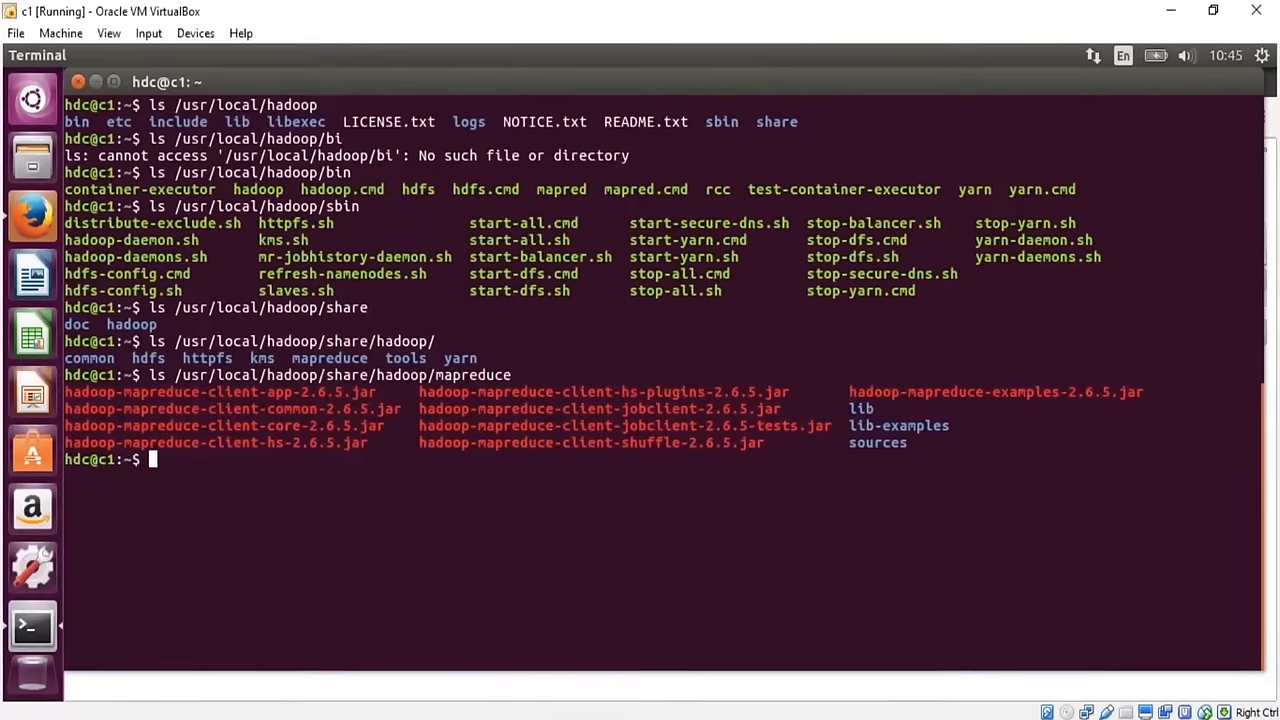 c1 [Running] - Oracle VM VirtualBox
File Machine View Input Devices Help
Terminal En 10:45
hdc@c1: ~
hdc@c1:~$ ls /usr/local/hadoop
bin etc include lib libexec LICENSE.txt logs NOTICE.txt README.txt sbin share
hdc@c1:~$ ls /usr/local/hadoop/bi
ls: cannot access '/usr/local/hadoop/bi': No such file or directory
hdc@c1:~$ ls /usr/local/hadoop/bin
container-executor hadoop hadoop.cmd hdfs hdfs.cmd mapred mapred.cmd rcc test-container-executor yarn yarn.cmd
hdc@c1:~$ ls /usr/local/hadoop/sbin
distribute-exclude.sh httpfs.sh start-all.cmd start-secure-dns.sh stop-balancer.sh stop-yarn.sh
hadoop-daemon.sh kms.sh start-all.sh start-yarn.cmd stop-dfs.cmd yarn-daemon.sh
hadoop-daemons.sh mr-jobhistory-daemon.sh start-balancer.sh start-yarn.sh stop-dfs.sh yarn-daemons.sh
hdfs-config.cmd refresh-namenodes.sh start-dfs.cmd stop-all.cmd stop-secure-dns.sh
hdfs-config.sh slaves.sh start-dfs.sh stop-all.sh stop-yarn.cmd
hdc@c1:~$ ls /usr/local/hadoop/share
doc hadoop
hdc@c1:~$ ls /usr/local/hadoop/share/hadoop/
common hdfs httpfs kms mapreduce tools yarn
hdc@c1:~$ ls /usr/local/hadoop/share/hadoop/mapreduce
hadoop-mapreduce-client-app-2.6.5.jar hadoop-mapreduce-client-hs-plugins-2.6.5.jar hadoop-mapreduce-examples-2.6.5.jar
hadoop-mapreduce-client-common-2.6.5.jar hadoop-mapreduce-client-jobclient-2.6.5.jar lib
hadoop-mapreduce-client-core-2.6.5.jar hadoop-mapreduce-client-jobclient-2.6.5-tests.jar lib-examples
hadoop-mapreduce-client-hs-2.6.5.jar hadoop-mapreduce-client-shuffle-2.6.5.jar sources
hdc@c1:~$
Right Ctrl